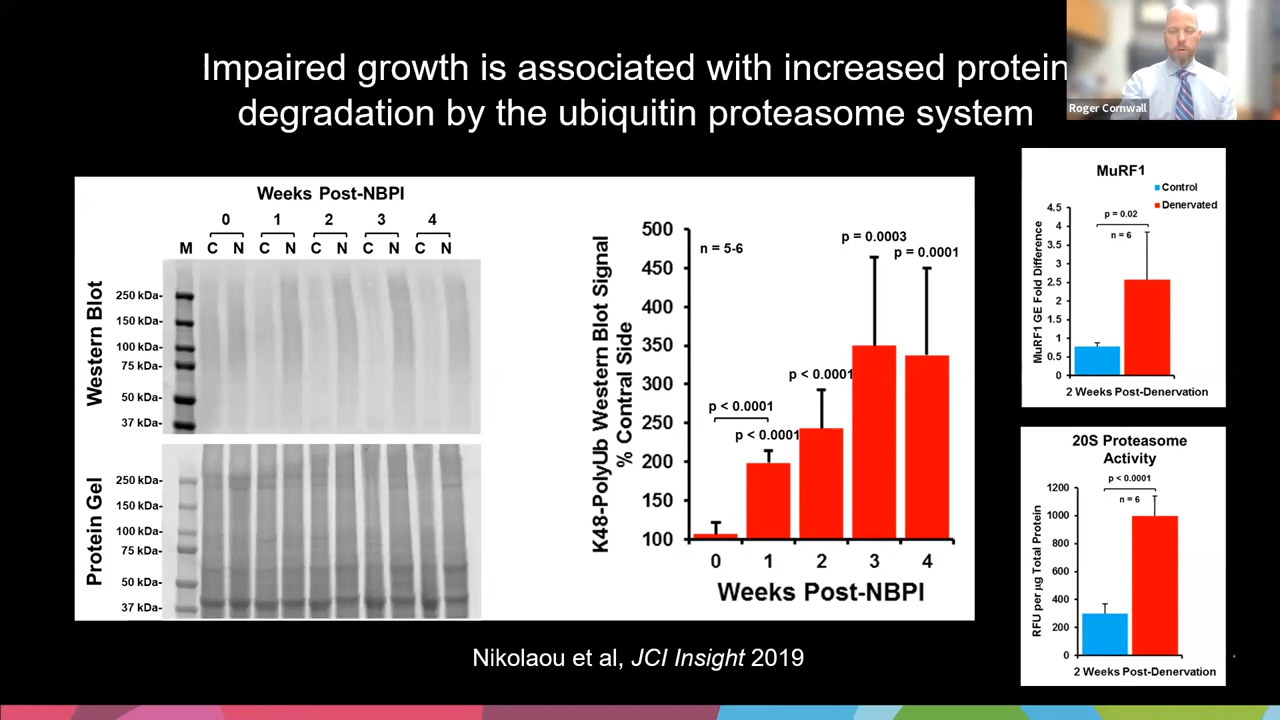 Impaired growth is associated with increased protein
degradation by the ubiquitin proteasome system
Roger Cornwall
Weeks Post-NBPI
0 1 2 3 4
M C N C N C N C N C N
Western Blot
250 kDa-
150 kDa-
100 kDa-
75 kDa-
50 kDa-
37 kDa-
Protein Gel
250 kDa-
150 kDa-
100 kDa-
75 kDa-
50 kDa-
37 kDa-
K48-PolyUb Western Blot Signal
% Control Side
500
450
400
350
300
250
200
150
100
n = 5-6
p < 0.0001
p < 0.0001
p < 0.0001
p = 0.0003
p = 0.0001
0 1 2 3 4
Weeks Post-NBPI
MuRF1
Control
Denervated
MuRF1 GE Fold Difference
4.5
4
3.5
3
2.5
2
1.5
1
0.5
0
p = 0.02
n = 6
2 Weeks Post-Denervation
20S Proteasome
Activity
RFU per µg Total Protein
1200
1000
800
600
400
200
0
p < 0.0001
n = 6
2 Weeks Post-Denervation
Nikolaou et al, JCI Insight 2019